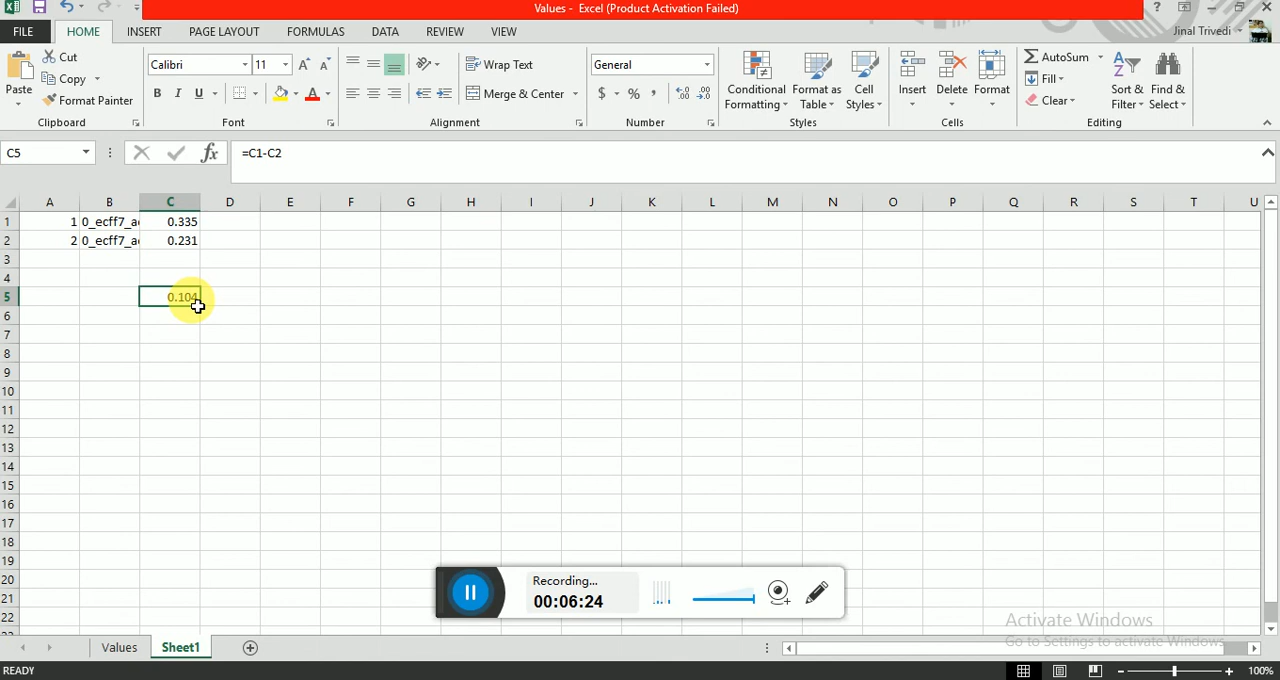 Values - Excel (Product Activation Failed)
FILE HOME INSERT PAGE LAYOUT FORMULAS DATA REVIEW VIEW Jinal Trivedi
Paste Cut Copy Format Painter Clipboard
Calibri 11 B I U A A A Font
Wrap Text Merge & Center Alignment
General $ % , .0 .00 Number
Conditional Formatting Format as Table Cell Styles Styles
Insert Delete Format Cells
AutoSum Fill Clear Sort & Filter Find & Select Editing
C5 fx =C1-C2
A B C D E F G H I J K L M N O P Q R S T U
1 1 0_ecff7_a 0.335
2 2 0_ecff7_a 0.231
3
4
5 0.104
6
7
8
9
10
11
12
13
14
15
16
17
18
19
20
21
22
Recording...
00:06:24
Activate Windows
Go to Settings to activate Windows.
Values Sheet1
READY 100%